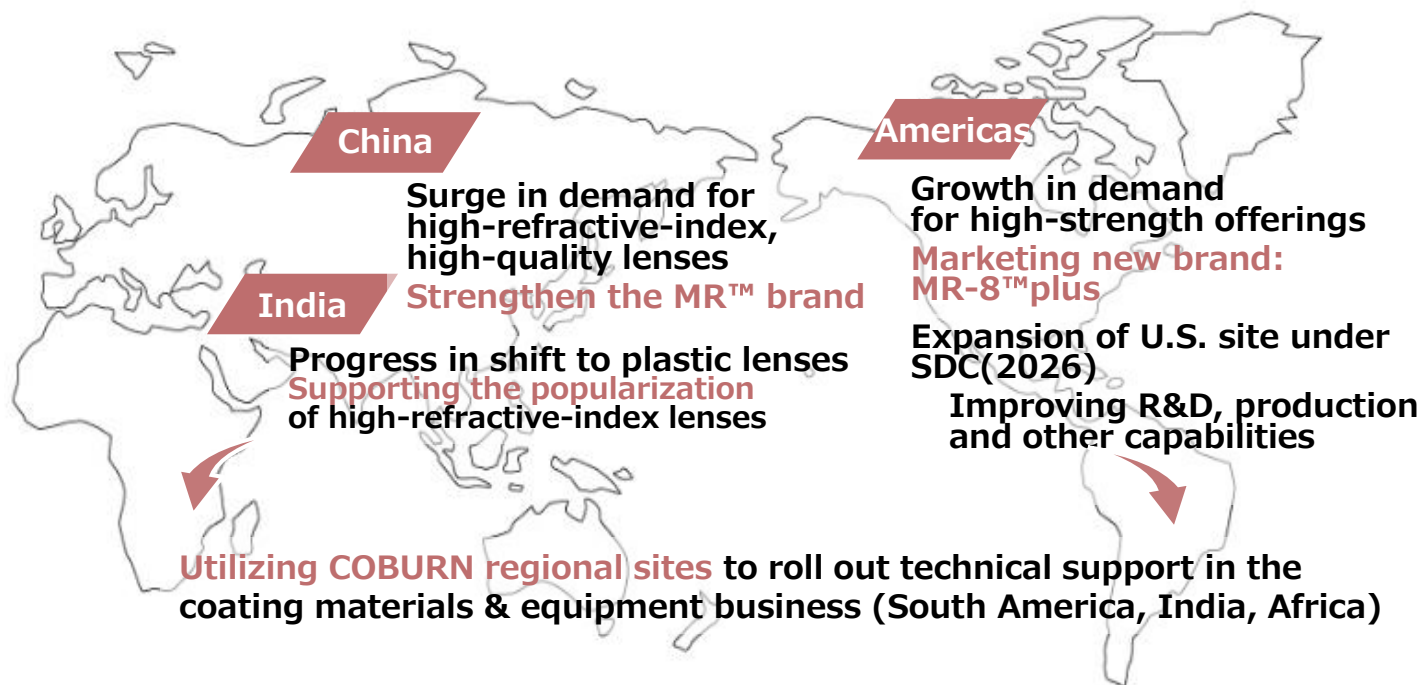 China
Surge in demand for
high-refractive-index,
high-quality lenses
Strengthen the MR™ brand
India
Progress in shift to plastic lenses
Supporting the popularization
of high-refractive-index lenses
Americas
Growth in demand
for high-strength offerings
Marketing new brand:
MR-8™plus
Expansion of U.S. site under
SDC(2026)
Improving R&D, production
and other capabilities
Utilizing COBURN regional sites to roll out technical support in the
coating materials & equipment business (South America, India, Africa)